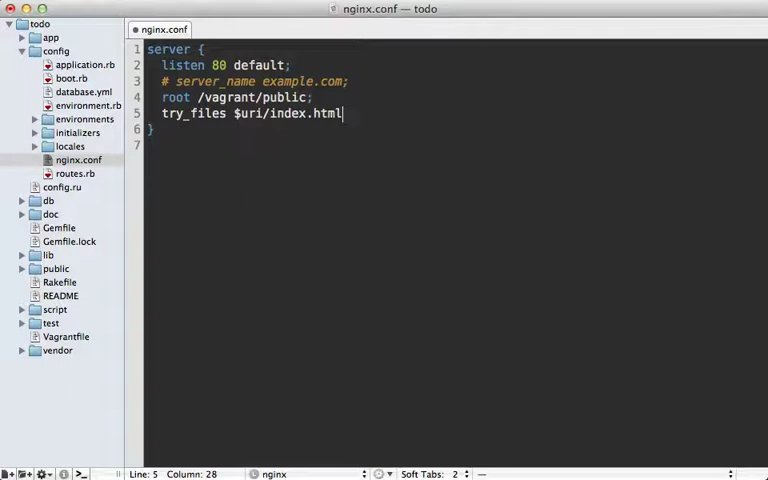 nginx.conf — todo
todo
app
config
application.rb
boot.rb
database.yml
environment.rb
environments
initializers
locales
nginx.conf
routes.rb
config.ru
db
doc
Gemfile
Gemfile.lock
lib
public
Rakefile
README
script
test
Vagrantfile
vendor
nginx.conf
1 server {
2 listen 80 default;
3 # server_name example.com;
4 root /vagrant/public;
5 try_files $uri/index.html
6 }
7
Line: 5 Column: 28 nginx Soft Tabs: 2 —